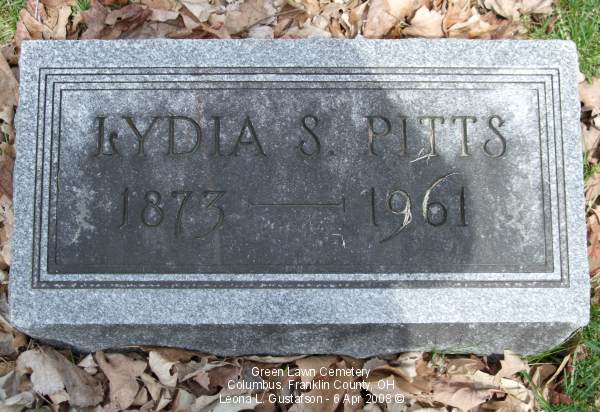 LYDIA S. PITTS
1873 — 1961
Green Lawn Cemetery
Columbus, Franklin County, OH
Leona L. Gustafson - 6 Apr 2008 ©